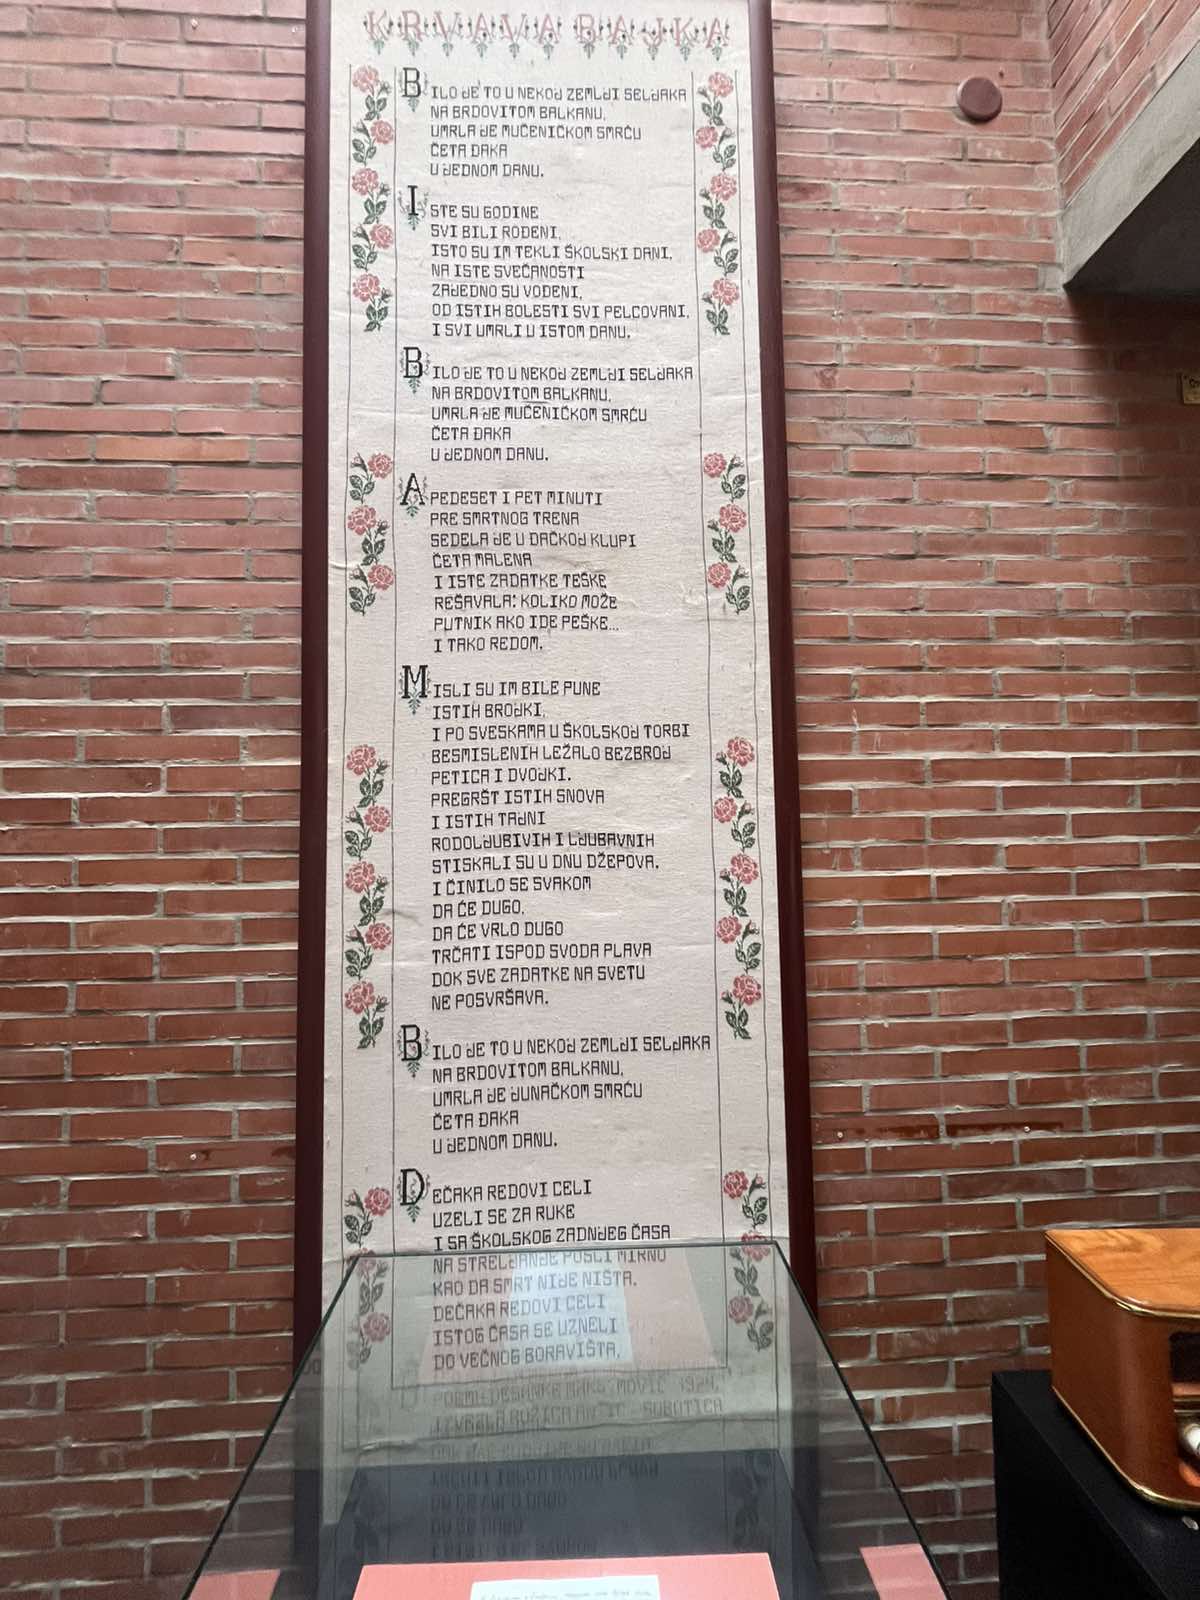 KRVAVA BAJKA
BILO JE TO U NEKOJ ZEMLJI SELJAKA
NA BRDOVITOM BALKANU,
UMRLA JE MUČENIČKOM SMRĆU
ČETA ĐAKA
U JEDNOM DANU.
ISTE SU GODINE
SVI BILI ROĐENI,
ISTO SU IM TEKLI ŠKOLSKI DANI,
NA ISTE SVEČANOSTI
ZAJEDNO SU VOĐENI,
OD ISTIH BOLESTI SVI PELCOVANI,
I SVI UMRLI U ISTOM DANU.
BILO JE TO U NEKOJ ZEMLJI SELJAKA
NA BRDOVITOM BALKANU,
UMRLA JE MUČENIČKOM SMRĆU
ČETA ĐAKA
U JEDNOM DANU.
A PEDESET I PET MINUTI
PRE SMRTNOG TRENA
SEDELA JE U ĐAČKOJ KLUPI
ČETA MALENA
I ISTE ZADATKE TEŠKE
REŠAVALA: KOLIKO MOŽE
PUTNIK AKO IDE PEŠKE...
I TAKO REDOM.
MISLI SU IM BILE PUNE
ISTIH BROJKI,
I PO SVESKAMA U ŠKOLSKOJ TORBI
BESMISLENIH LEŽALO BEZBROJ
PETICA I DVOJKI.
PREGRŠT ISTIH SNOVA
I ISTIH TAJNI
RODOLJUBIVIH I LJUBAVNIH
STISKALI SU U DNU DŽEPOVA.
I ČINILO SE SVAKOM
DA ĆE DUGO,
DA ĆE VRLO DUGO
TRČATI ISPOD SVODA PLAVA
DOK SVE ZADATKE NA SVETU
NE POSVRŠAVA.
BILO JE TO U NEKOJ ZEMLJI SELJAKA
NA BRDOVITOM BALKANU,
UMRLA JE JUNAČKOM SMRĆU
ČETA ĐAKA
U JEDNOM DANU.
DEČAKA REDOVI CELI
UZELI SE ZA RUKE
I SA ŠKOLSKOG ZADNJEG ČASA
NA STRELJANJE POŠLI MIRNO
KAO DA SMRT NIJE NIŠTA.
DEČAKA REDOVI CELI
ISTOG ČASA SE UZNELI
DO VEČNOG BORAVIŠTA.
DESANKE
IZVEZLA RUŽICA SUBOTICA